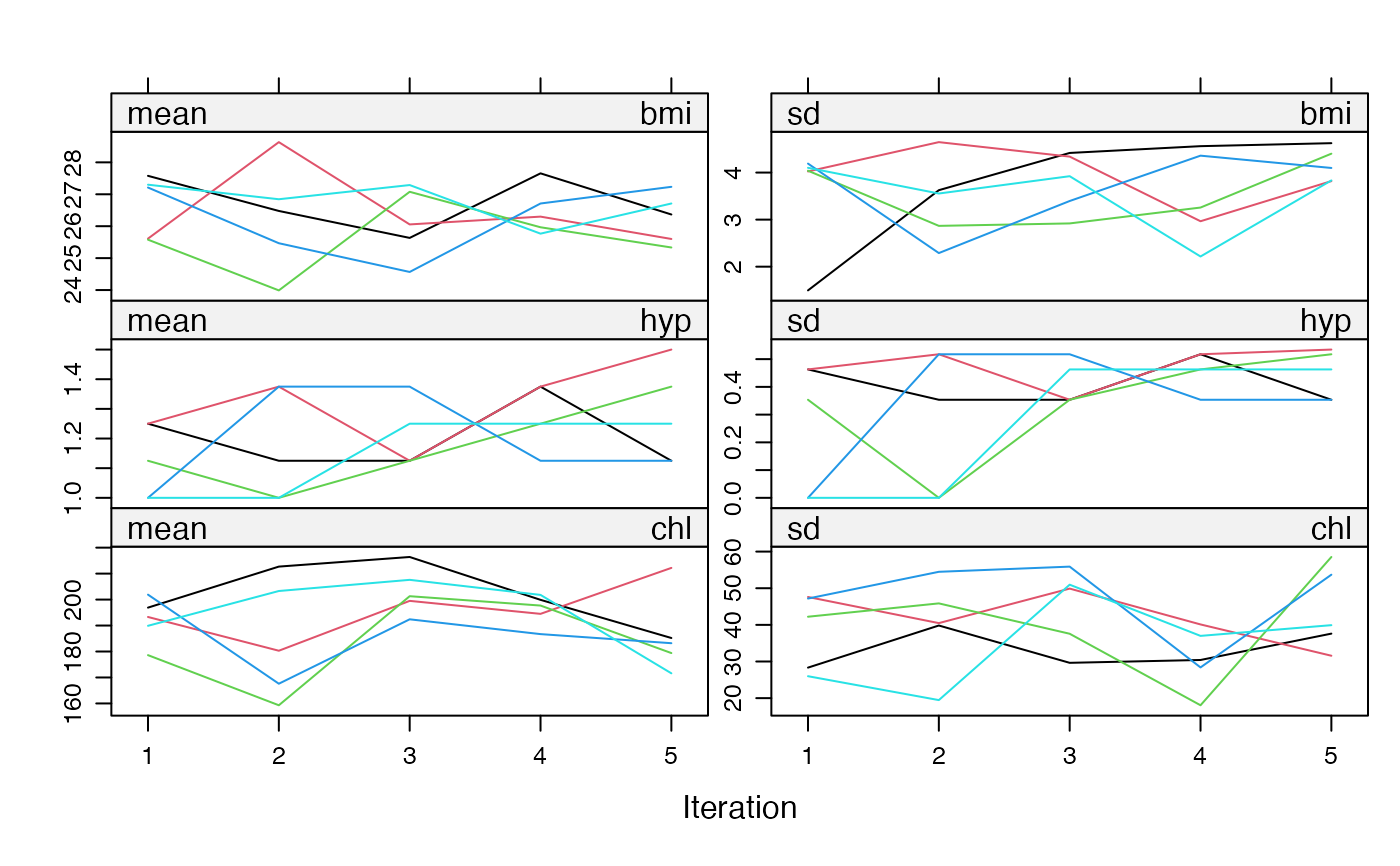 mean bmi
sd bmi
24 25 26 27 28
2 3 4
mean hyp
sd hyp
1.0 1.2 1.4
0.0 0.2 0.4
mean chl
sd chl
160 180 200
20 30 40 50 60
1 2 3 4 5
1 2 3 4 5
Iteration